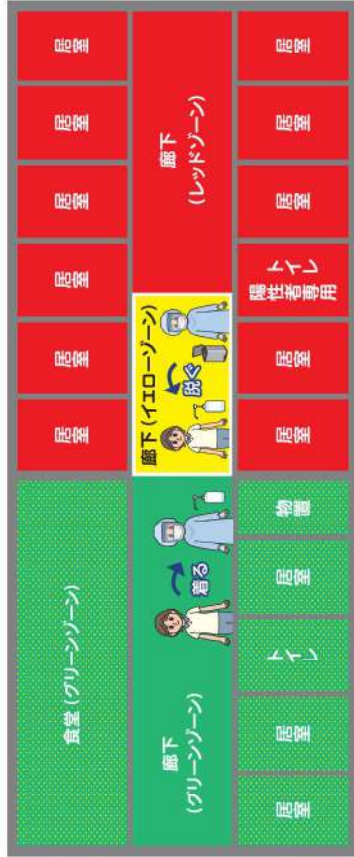 食堂 (グリーンゾーン)
居室
居室
居室
居室
居室
居室
廊下
(グリーンゾーン)
着る
廊下 (イエローゾーン)
脱ぐ
廊下
(レッドゾーン)
居室
居室
トイレ
居室
物置
居室
居室
トイレ
陽性者専用
居室
居室
居室